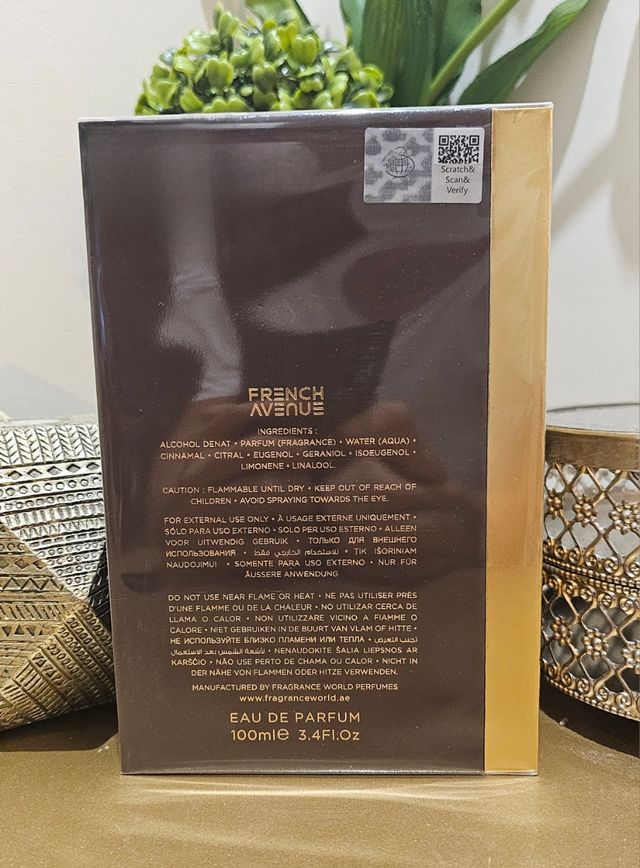 Scratch&
Scan&
Verify
FRENCH
AVENUE
INGREDIENTS :
ALCOHOL DENAT • PARFUM (FRAGRANCE) • WATER (AQUA) •
CINNAMAL • CITRAL • EUGENOL • GERANIOL • ISOEUGENOL •
LIMONENE • LINALOOL.
CAUTION : FLAMMABLE UNTIL DRY • KEEP OUT OF REACH OF
CHILDREN • AVOID SPRAYING TOWARDS THE EYE.
FOR EXTERNAL USE ONLY • À USAGE EXTERNE UNIQUEMENT •
SÓLO PARA USO EXTERNO • SOLO PER USO ESTERNO • ALLEEN
VOOR UITWENDIG GEBRUIK • ТОЛЬКО ДЛЯ ВНЕШНЕГО
ИСПОЛЬЗОВАНИЯ • للاستخدام الخارجي فقط • TIK IŠORINIAM
NAUDOJIMUI • SOMENTE PARA USO EXTERNO • NUR FÜR
ÄUSSERE ANWENDUNG
DO NOT USE NEAR FLAME OR HEAT • NE PAS UTILISER PRÈS
D'UNE FLAMME OU DE LA CHALEUR • NO UTILIZAR CERCA DE
LLAMA O CALOR • NON UTILIZZARE VICINO A FIAMME O
CALORE • NIET GEBRUIKEN IN DE BUURT VAN VLAM OF HITTE •
НЕ ИСПОЛЬЗУЙТЕ БЛИЗКО ПЛАМЕНИ ИЛИ ТЕПЛА • تجنب التعرض
لأشعة الشمس بعد الاستعمال • NENAUDOKITE ŠALIA LIEPSNOS AR
KARŠČIO • NÃO USE PERTO DE CHAMA OU CALOR • NICHT IN
DER NÄHE VON FLAMMEN ODER HITZE VERWENDEN.
MANUFACTURED BY FRAGRANCE WORLD PERFUMES
www.fragranceworld.ae
EAU DE PARFUM
100ml℮ 3.4Fl.Oz